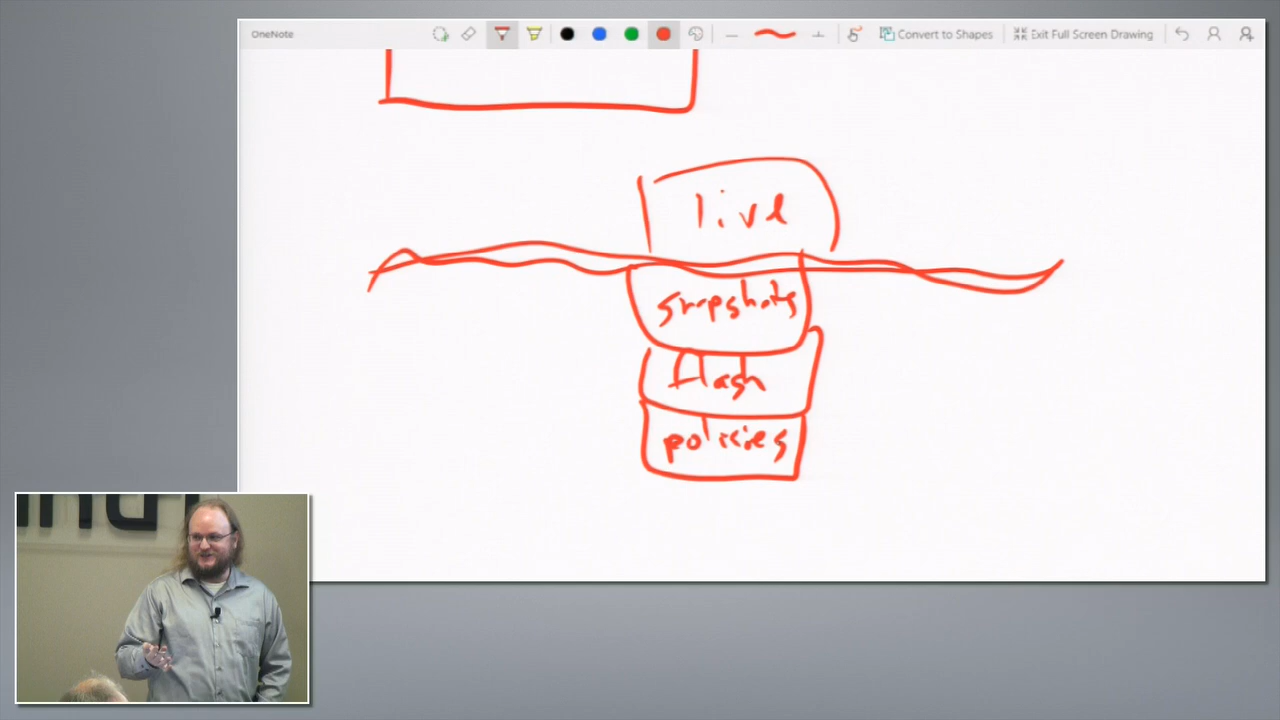 OneNote
Convert to Shapes
Exit Full Screen Drawing
live
snapshots
flash
policies